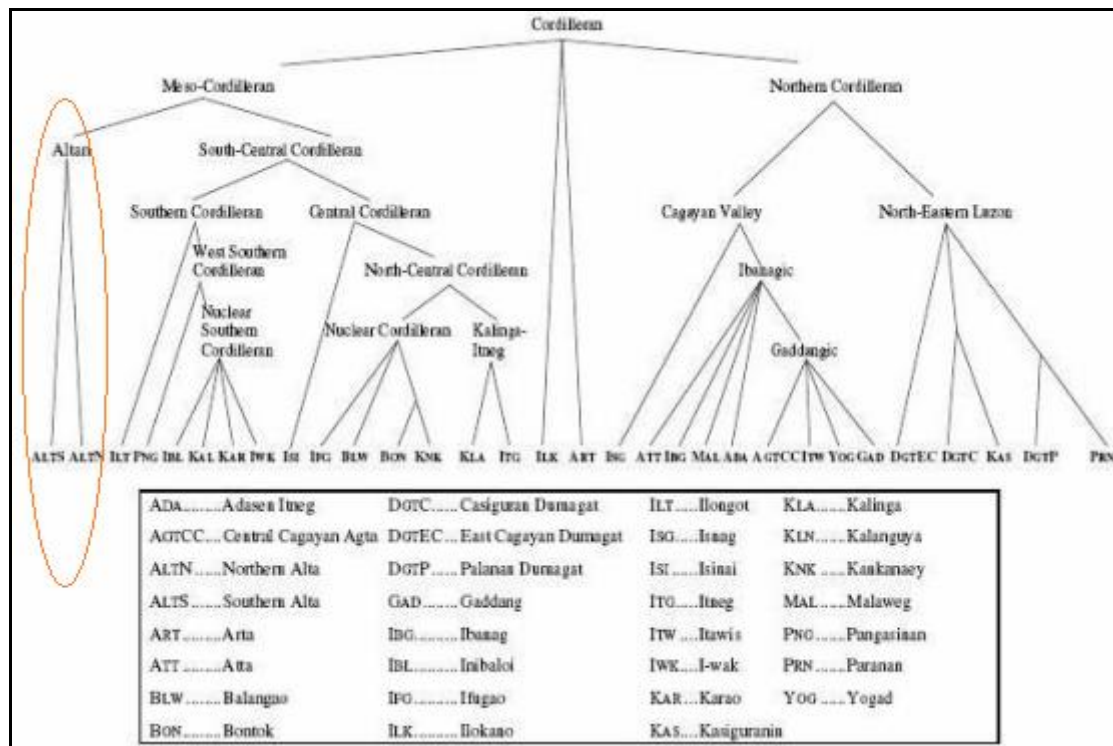 Cordilleran
Meso-Cordilleran Northern Cordilleran
Altan South-Central Cordilleran
Southern Cordilleran Central Cordilleran Cagayan Valley North-Eastern Luzon
West Southern
Cordilleran North-Central Cordilleran Ibanagic
Nuclear
Southern
Cordilleran Nuclear Cordilleran Kalinga-
Itneg Gaddangic
ALTS ALTN ILT PNG IBL KAL KAR IWK ISI IFG BLW BON KNK KLA ITG ILK ART ISG ATT IBG MAL ADA AGTCC ITW YOG GAD DGTEC DGTC KAS DGTP PRN
ADA.........Adasen Itneg DGTC......Casiguran Dumagat ILT......Ilongot KLA......Kalinga
AGTCC....Central Cagayan Agta DGTEC....East Cagayan Dumagat ISG......Isnag KLN......Kalanguya
ALTN.......Northern Alta DGTP......Palanan Dumagat ISI......Isinai KNK......Kankanaey
ALTS.......Southern Alta GAD......Gaddang ITG.....Itneg MAL......Malaweg
ART.........Arta IBG........Ibanag ITW.....Itawis PNG......Pangasinan
ATT.........Atta IBL........Inibaloi IWK.....I-wak PRN......Paranan
BLW........Balangao IFG........Ifugao KAR.....Karao YOG.....Yogad
BON........Bontok ILK........Ilokano KAS.....Kasiguranin